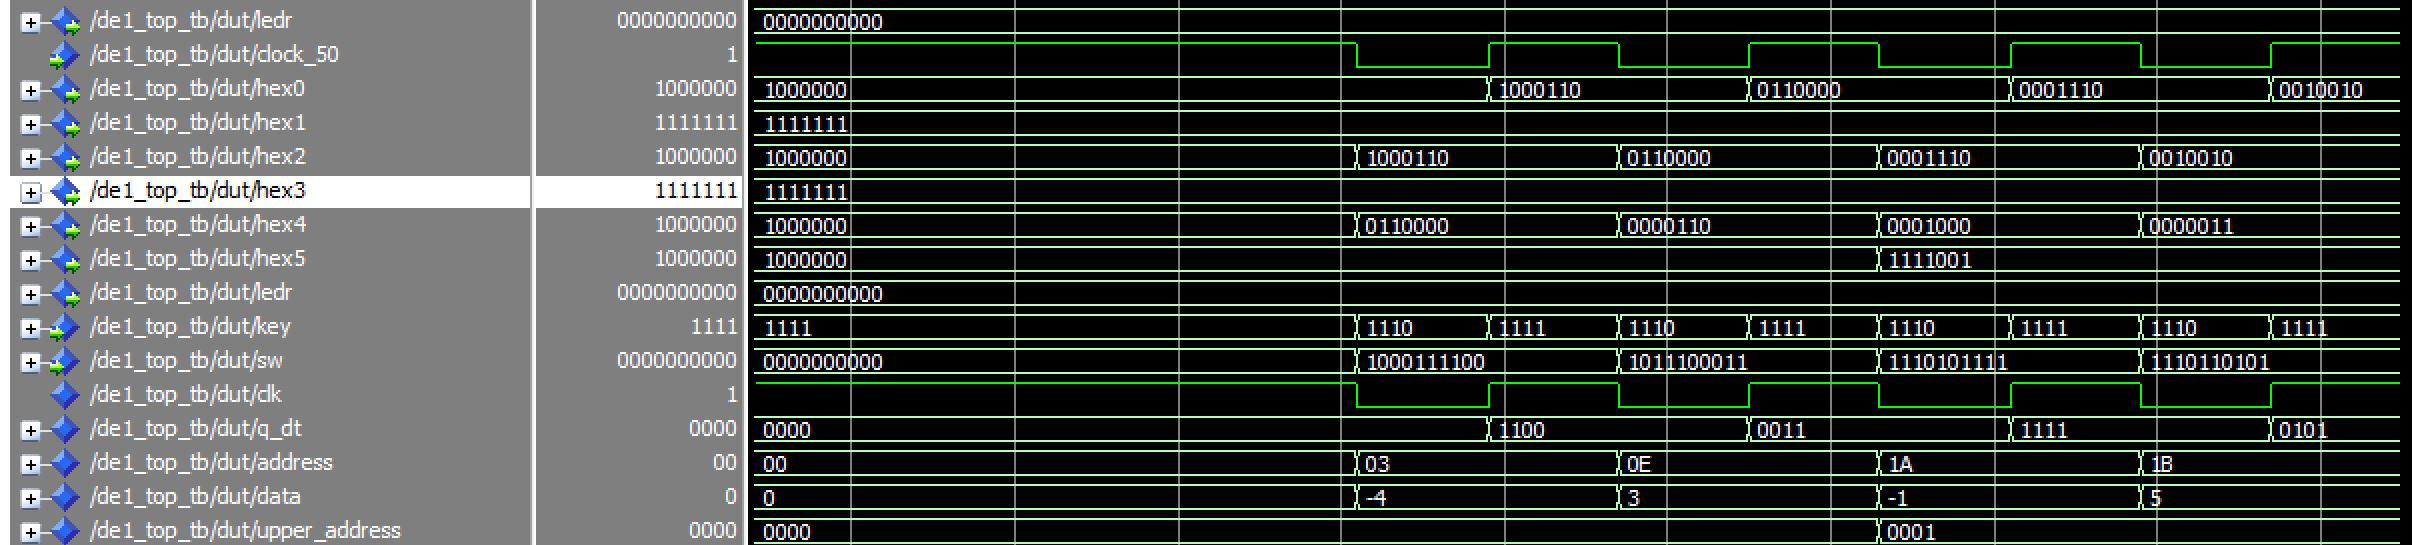 /de1_top_tb/dut/ledr 0000000000 0000000000
/de1_top_tb/dut/clock_50 1
/de1_top_tb/dut/hex0 1000000 1000000 1000110 0110000 0001110 0010010
/de1_top_tb/dut/hex1 1111111 1111111
/de1_top_tb/dut/hex2 1000000 1000000 1000110 0110000 0001110 0010010
/de1_top_tb/dut/hex3 1111111 1111111
/de1_top_tb/dut/hex4 1000000 1000000 0110000 0000110 0001000 0000011
/de1_top_tb/dut/hex5 1000000 1000000 1111001
/de1_top_tb/dut/ledr 0000000000 0000000000
/de1_top_tb/dut/key 1111 1111 1110 1111 1110 1111 1110 1111 1110 1111
/de1_top_tb/dut/sw 0000000000 0000000000 1000111100 1011100011 1110101111 1110110101
/de1_top_tb/dut/clk 1
/de1_top_tb/dut/q_dt 0000 0000 1100 0011 1111 0101
/de1_top_tb/dut/address 00 00 03 0E 1A 1B
/de1_top_tb/dut/data 0 0 -4 3 -1 5
/de1_top_tb/dut/upper_address 0000 0000 0001